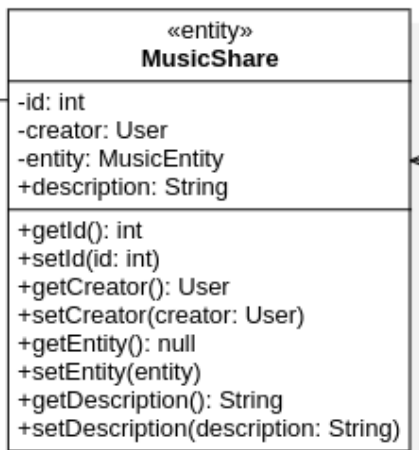 «entity»
MusicShare
-id: int
-creator: User
-entity: MusicEntity
+description: String
+getId(): int
+setId(id: int)
+getCreator(): User
+setCreator(creator: User)
+getEntity(): null
+setEntity(entity)
+getDescription(): String
+setDescription(description: String)